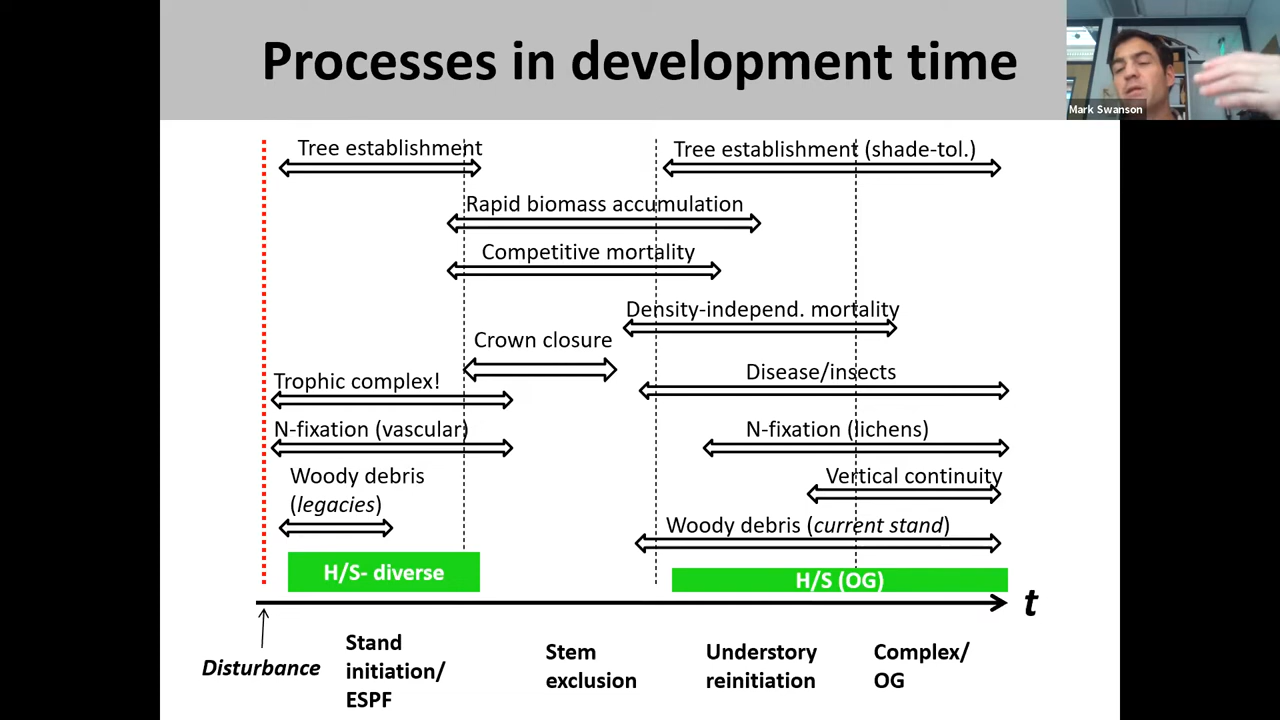 Processes in development time
Mark Swanson
Tree establishment
Tree establishment (shade-tol.)
Rapid biomass accumulation
Competitive mortality
Density-independ. mortality
Crown closure
Disease/insects
Trophic complex!
N-fixation (vascular)
N-fixation (lichens)
Woody debris
(legacies)
Vertical continuity
Woody debris (current stand)
H/S- diverse
H/S (OG)
t
Disturbance
Stand
initiation/
ESPF
Stem
exclusion
Understory
reinitiation
Complex/
OG